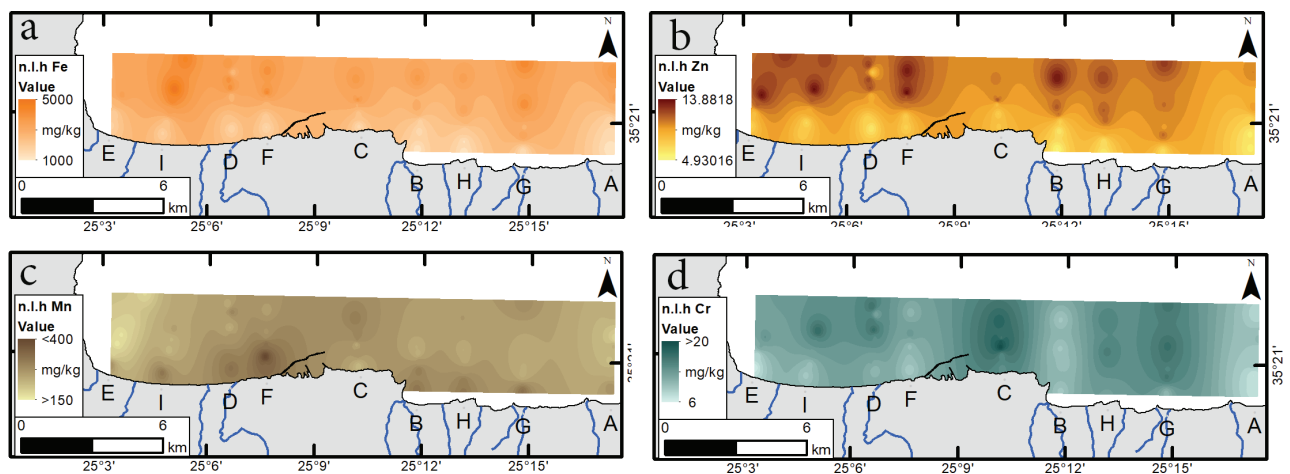 a
N
n.l.h Fe
Value
5000
mg/kg
1000
35°21'
E
I
D
F
C
B
H
G
A
0
6
km
25°3'
25°6'
25°9'
25°12'
25°15'
b
N
n.l.h Zn
Value
13.8818
mg/kg
4.93016
35°21'
E
I
D
F
C
B
H
G
A
0
6
km
25°3'
25°6'
25°9'
25°12'
25°15'
c
N
n.l.h Mn
Value
<400
mg/kg
>150
E
I
D
F
C
B
H
G
A
0
6
km
25°3'
25°6'
25°9'
25°12'
25°15'
d
N
n.l.h Cr
Value
>20
mg/kg
6
35°21'
E
I
D
F
C
B
H
G
A
0
6
km
25°3'
25°6'
25°9'
25°12'
25°15'